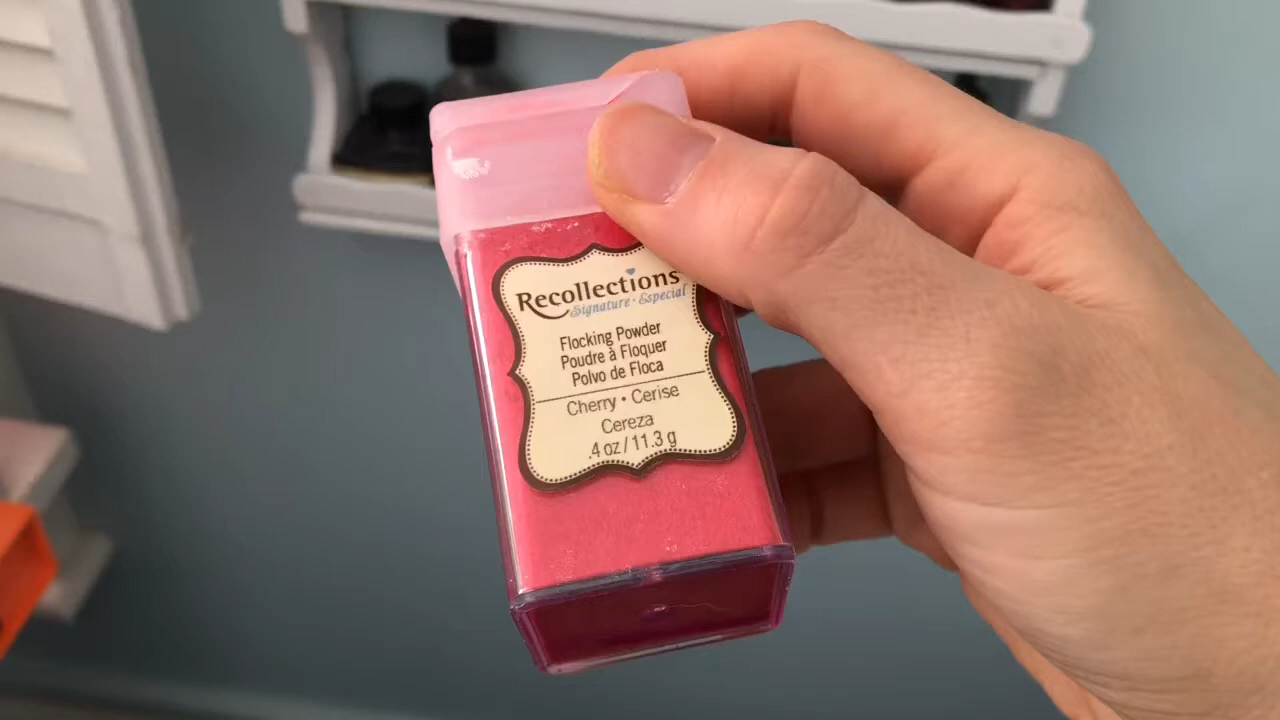 Recollections
Signature · Especial
Flocking Powder
Poudre à Floquer
Polvo de Floca
Cherry • Cerise
Cereza
.4 oz / 11.3 g